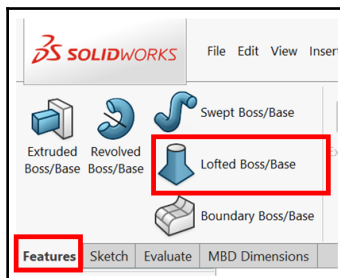 SOLIDWORKS File Edit View Inser
Swept Boss/Base
Extruded Boss/Base
Revolved Boss/Base
Lofted Boss/Base
Boundary Boss/Base
Features Sketch Evaluate MBD Dimensions